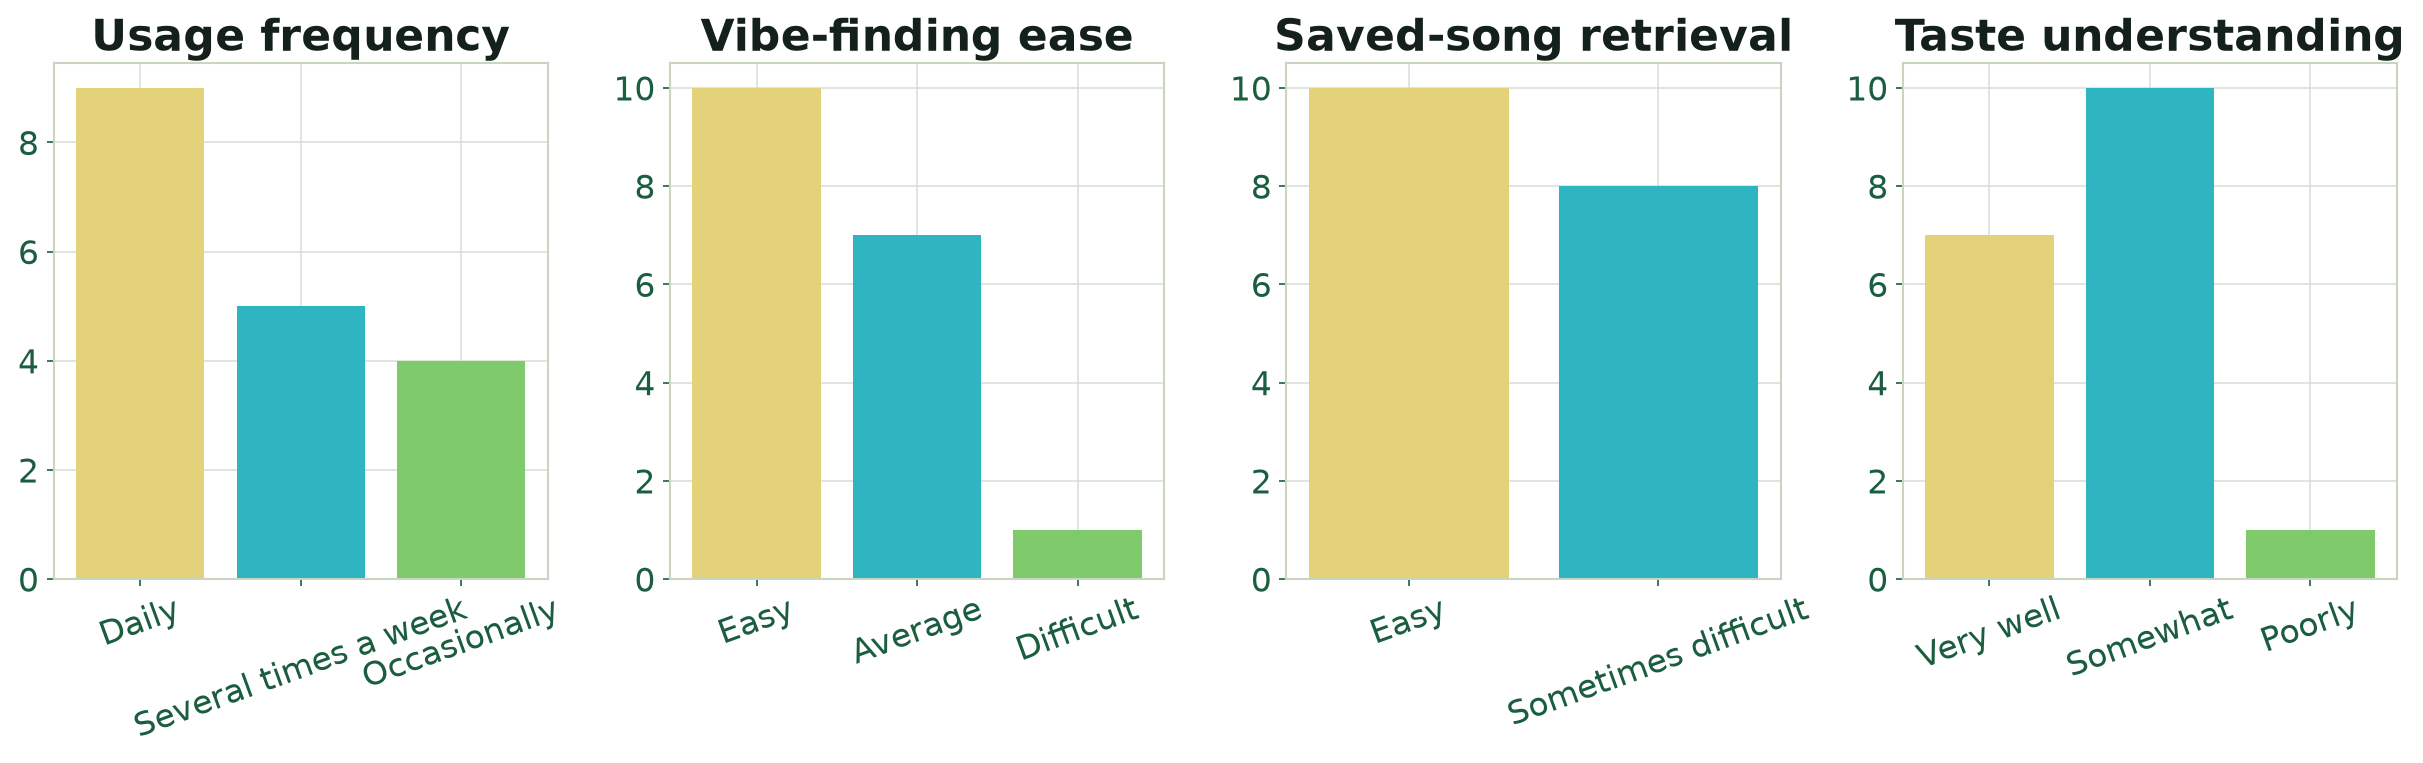 Usage frequency
8
6
4
2
0
Daily
Several times a week
Occasionally
Vibe-finding ease
10
8
6
4
2
0
Easy
Average
Difficult
Saved-song retrieval
10
8
6
4
2
0
Easy
Sometimes difficult
Taste understanding
10
8
6
4
2
0
Very well
Somewhat
Poorly